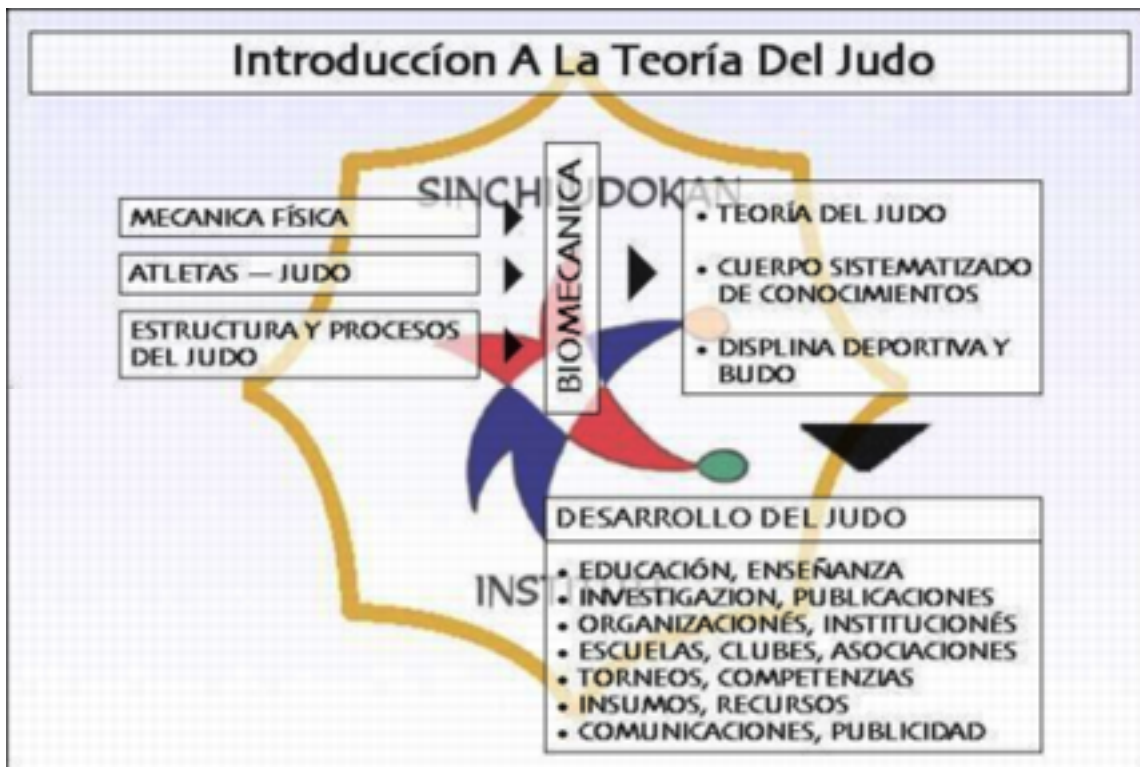 Introduccíon A La Teoría Del Judo
SINCHIJUDOKAN
MECANICA FÍSICA
ATLETAS — JUDO
ESTRUCTURA Y PROCESOS
DEL JUDO
BIOMECANICA
• TEORÍA DEL JUDO
• CUERPO SISTEMATIZADO
DE CONOCIMIENTOS
• DISPLINA DEPORTIVA Y
BUDO
DESARROLLO DEL JUDO
• EDUCACIÓN, ENSEÑANZA
• INVESTIGAZION, PUBLICACIONES
• ORGANIZACIONÉS, INSTITUCIONÉS
• ESCUELAS, CLUBES, ASOCIACIONES
• TORNEOS, COMPETENZIAS
• INSUMOS, RECURSOS
• COMUNICACIONES, PUBLICIDAD